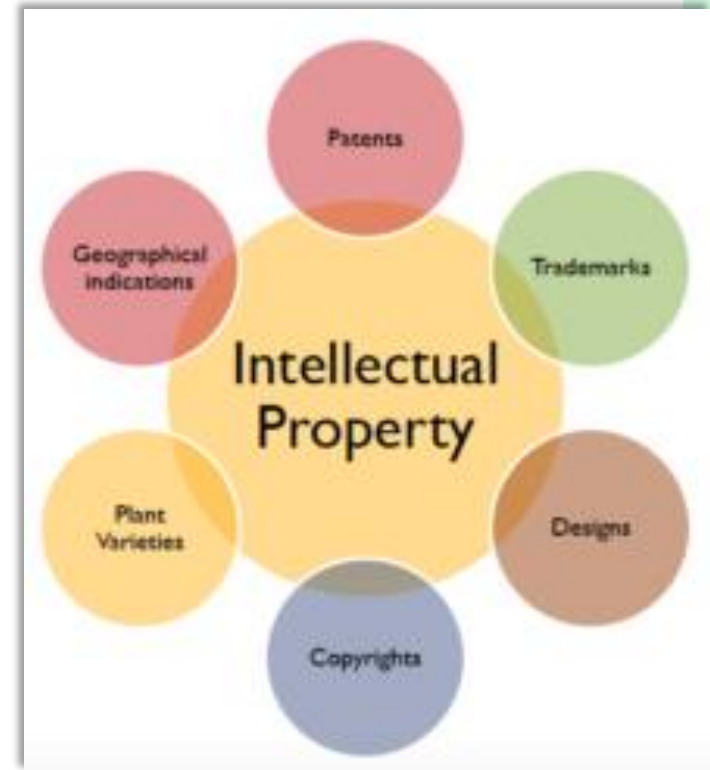 Patents
Geographical
indications
Trademarks
Intellectual
Property
Plant
Varieties
Designs
Copyrights